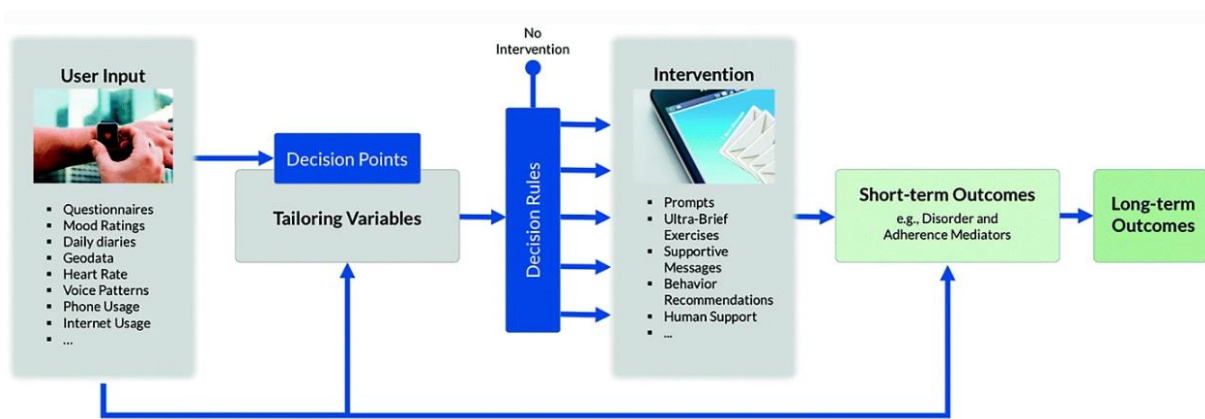 User Input
▪ Questionnaires
▪ Mood Ratings
▪ Daily diaries
▪ Geodata
▪ Heart Rate
▪ Voice Patterns
▪ Phone Usage
▪ Internet Usage
▪ ...
Decision Points
Tailoring Variables
No
Intervention
Decision Rules
Intervention
▪ Prompts
▪ Ultra-Brief
Exercises
▪ Supportive
Messages
▪ Behavior
Recommendations
▪ Human Support
▪ ...
Short-term Outcomes
e.g., Disorder and
Adherence Mediators
Long-term
Outcomes